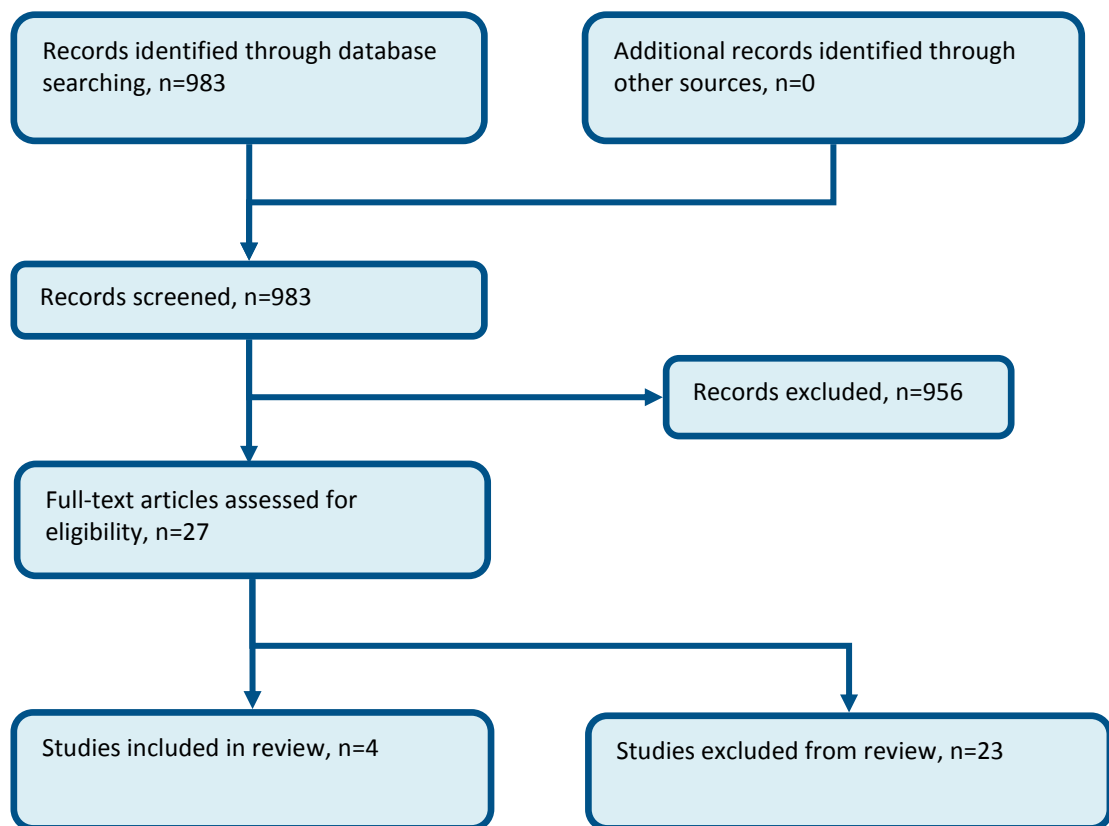 Records identified through database
searching, n=983
Additional records identified through
other sources, n=0
Records screened, n=983
Records excluded, n=956
Full-text articles assessed for
eligibility, n=27
Studies included in review, n=4
Studies excluded from review, n=23